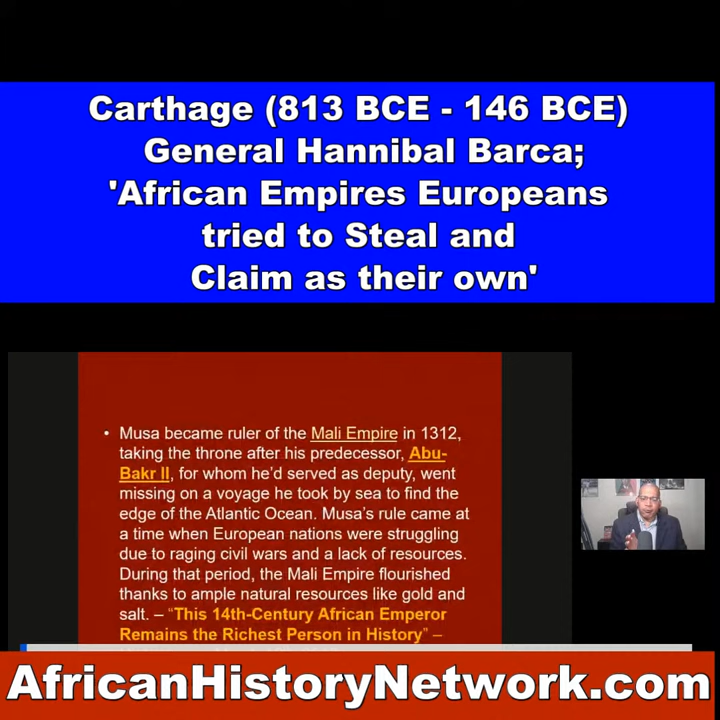 Carthage (813 BCE - 146 BCE)
General Hannibal Barca;
'African Empires Europeans
tried to Steal and
Claim as their own'
• Musa became ruler of the Mali Empire in 1312,
taking the throne after his predecessor, Abu-
Bakr II, for whom he’d served as deputy, went
missing on a voyage he took by sea to find the
edge of the Atlantic Ocean. Musa’s rule came at
a time when European nations were struggling
due to raging civil wars and a lack of resources.
During that period, the Mali Empire flourished
thanks to ample natural resources like gold and
salt. – “This 14th-Century African Emperor
Remains the Richest Person in History” –
AfricanHistoryNetwork.com